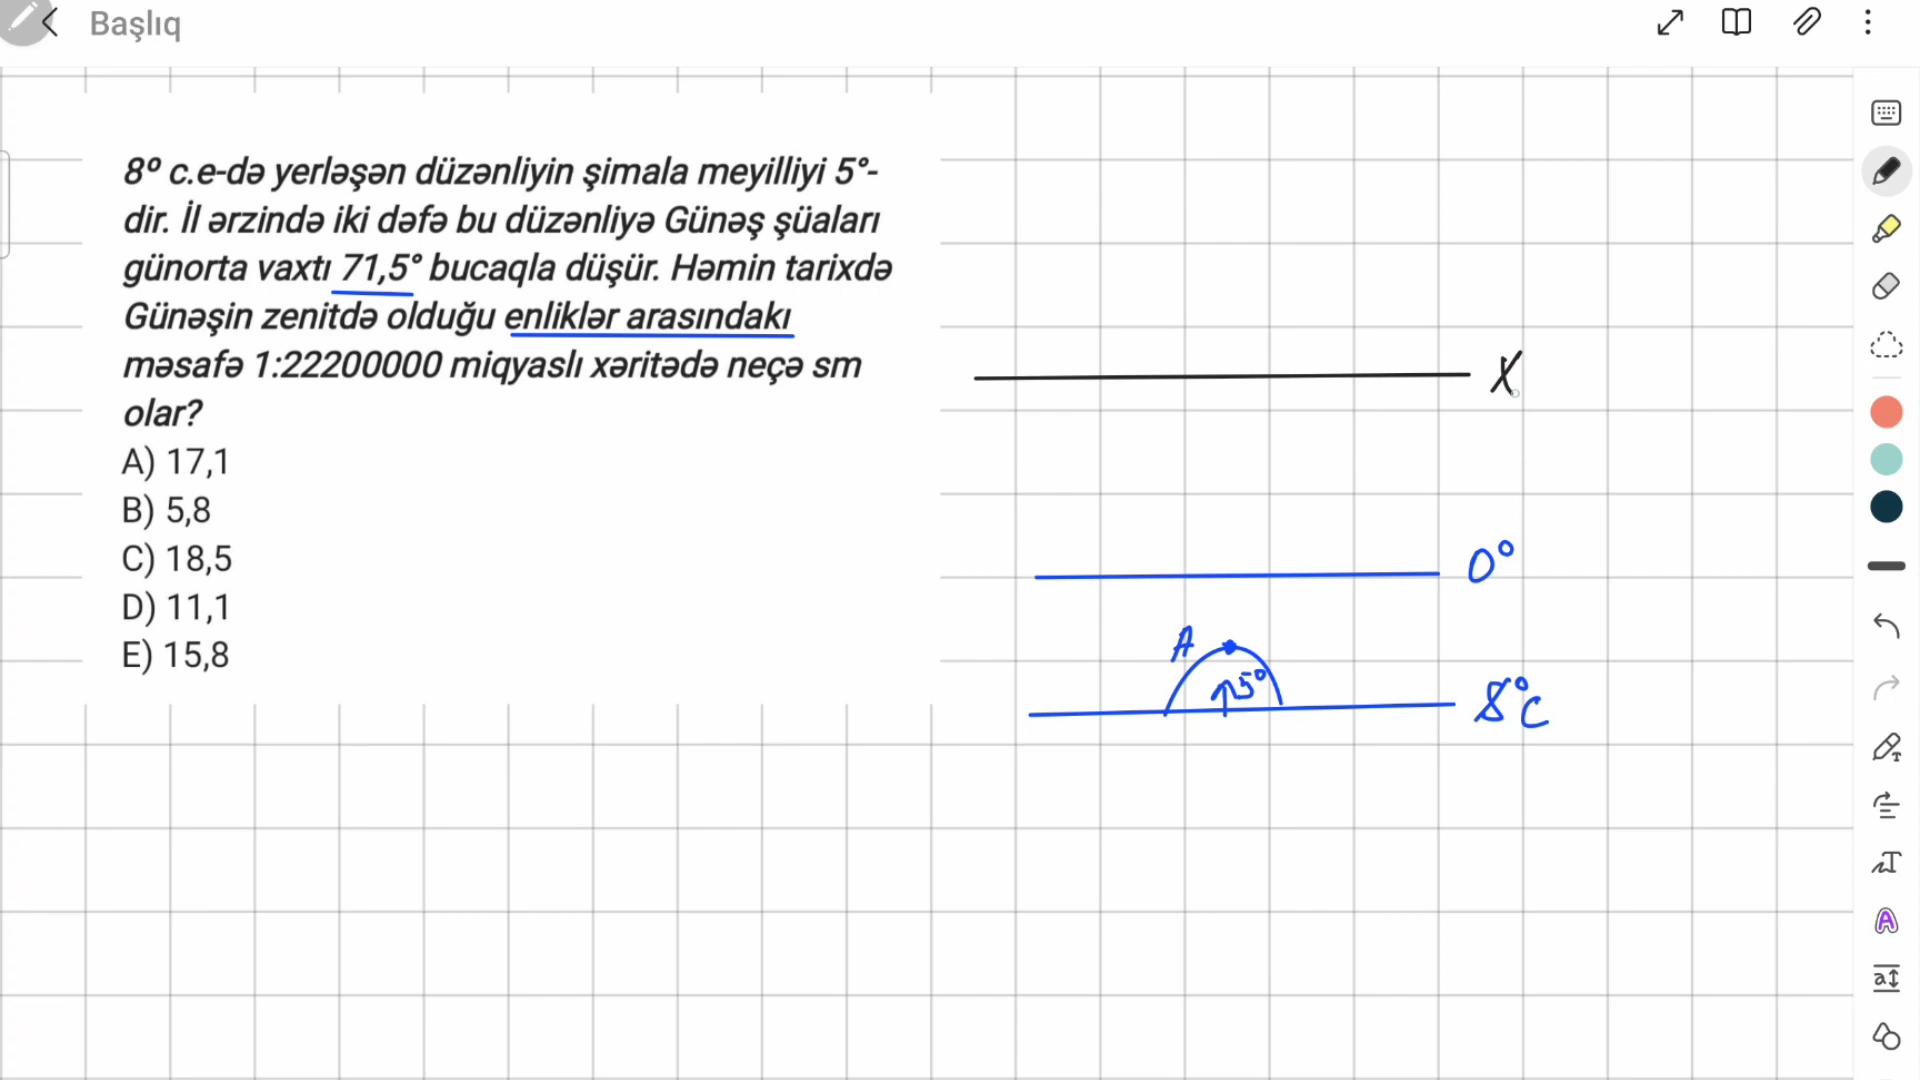 Başlıq
8º c.e-də yerləşən düzənliyin şimala meyilliyi 5°-
dir. İl ərzində iki dəfə bu düzənliyə Günəş şüaları
günorta vaxtı 71,5° bucaqla düşür. Həmin tarixdə
Günəşin zenitdə olduğu enliklər arasındakı
məsafə 1:22200000 miqyaslı xəritədə neçə sm
olar?
A) 17,1
B) 5,8
C) 18,5
D) 11,1
E) 15,8
X
0°
A
5°
8°C